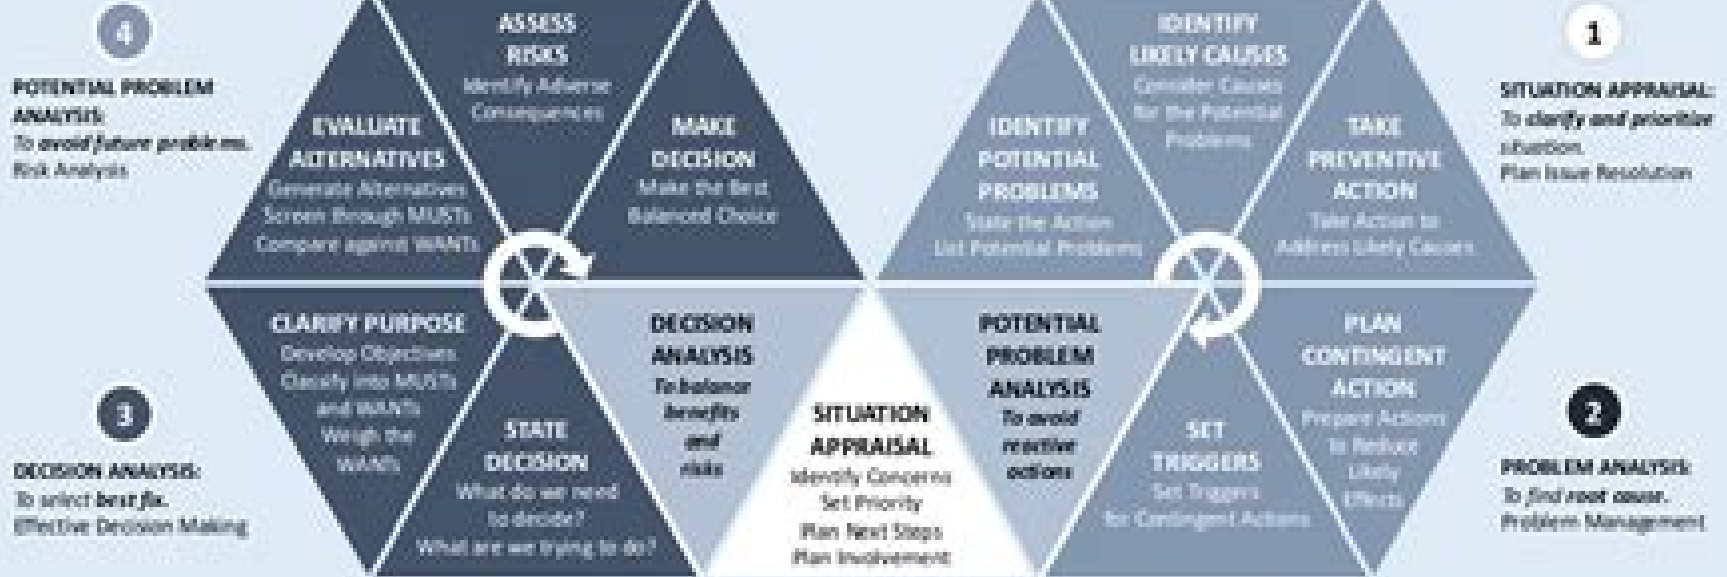 4
POTENTIAL PROBLEM
ANALYSIS:
To avoid future problems.
Risk Analysis
3
DECISION ANALYSIS:
To select best fix.
Effective Decision Making
ASSESS
RISKS
Identify Adverse
Consequences
EVALUATE
ALTERNATIVES
Generate Alternatives
Screen through MUSTs
Compare against WANTs
MAKE
DECISION
Make the Best
Balanced Choice
CLARIFY PURPOSE
Develop Objectives
Classify into MUSTs
and WANTs
Weigh the
WANTs
STATE
DECISION
What do we need
to decide?
What are we trying to do?
DECISION
ANALYSIS
To balance
benefits
and
risks
SITUATION
APPRAISAL
Identify Concerns
Set Priority
Plan Next Steps
Plan Involvement
IDENTIFY
LIKELY CAUSES
Consider Causes
for the Potential
Problems
IDENTIFY
POTENTIAL
PROBLEMS
State the Action
List Potential Problems
TAKE
PREVENTIVE
ACTION
Take Action to
Address Likely Causes
POTENTIAL
PROBLEM
ANALYSIS
To avoid
reactive
actions
SET
TRIGGERS
Set Triggers
for Contingent Actions
PLAN
CONTINGENT
ACTION
Prepare Actions
to Reduce
Likely
Effects
1
SITUATION APPRAISAL:
To clarify and prioritise
situation.
Plan Issue Resolution
2
PROBLEM ANALYSIS:
To find root cause.
Problem Management